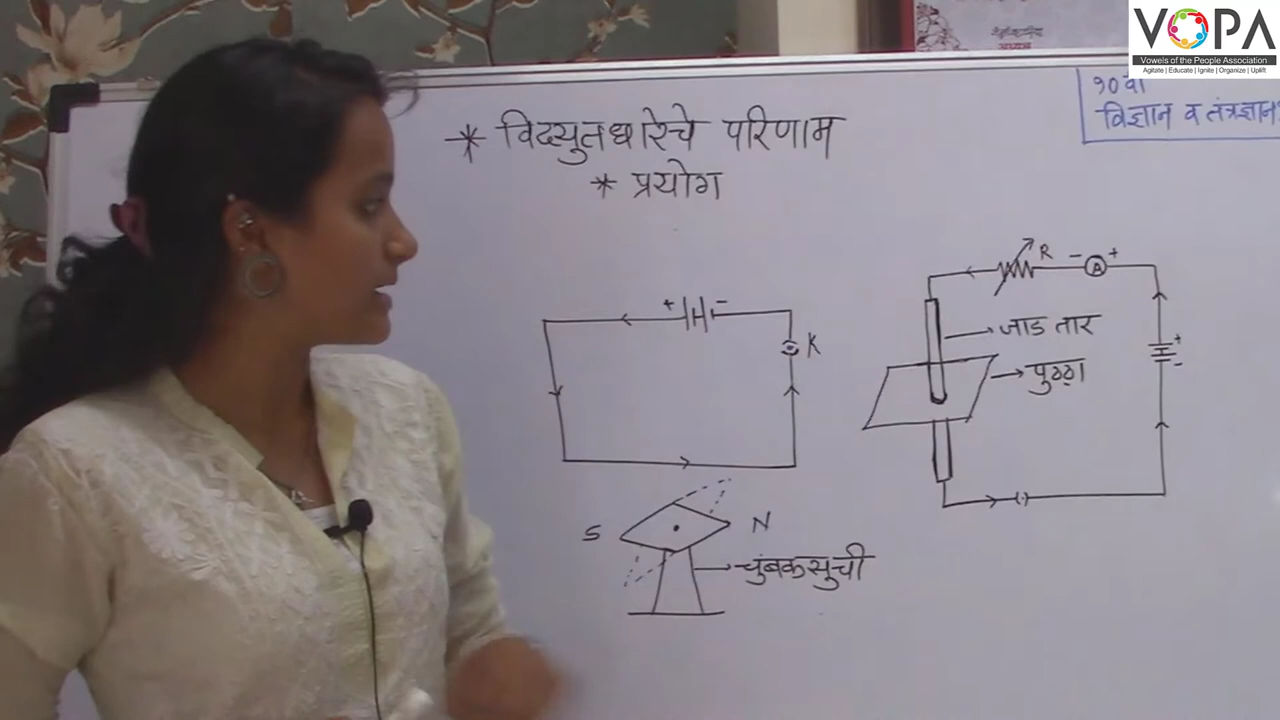 VOPA
Vowels of the People Association
Agitate | Educate | Ignite | Organize | Uplift
१० वी
विज्ञान व तंत्रज्ञान
* विद्युतधारेचे परिणाम
* प्रयोग
+ -
K
S N
चुंबकसुची
R - A +
जाड तार
पुठ्ठा
+
-